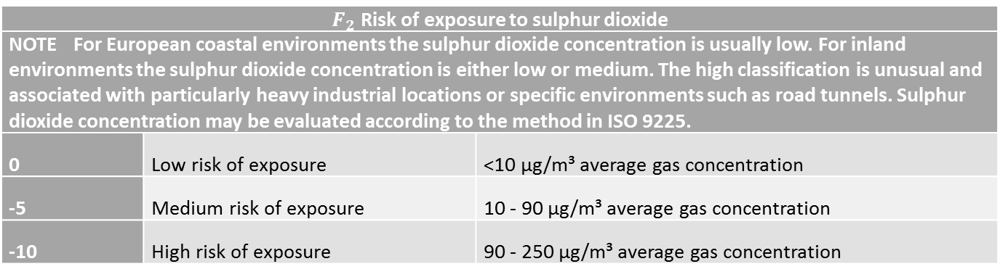 F₂ Risk of exposure to sulphur dioxide
NOTE For European coastal environments the sulphur dioxide concentration is usually low. For inland
environments the sulphur dioxide concentration is either low or medium. The high classification is unusual and
associated with particularly heavy industrial locations or specific environments such as road tunnels. Sulphur
dioxide concentration may be evaluated according to the method in ISO 9225.
0 Low risk of exposure <10 µg/m³ average gas concentration
-5 Medium risk of exposure 10 - 90 µg/m³ average gas concentration
-10 High risk of exposure 90 - 250 µg/m³ average gas concentration